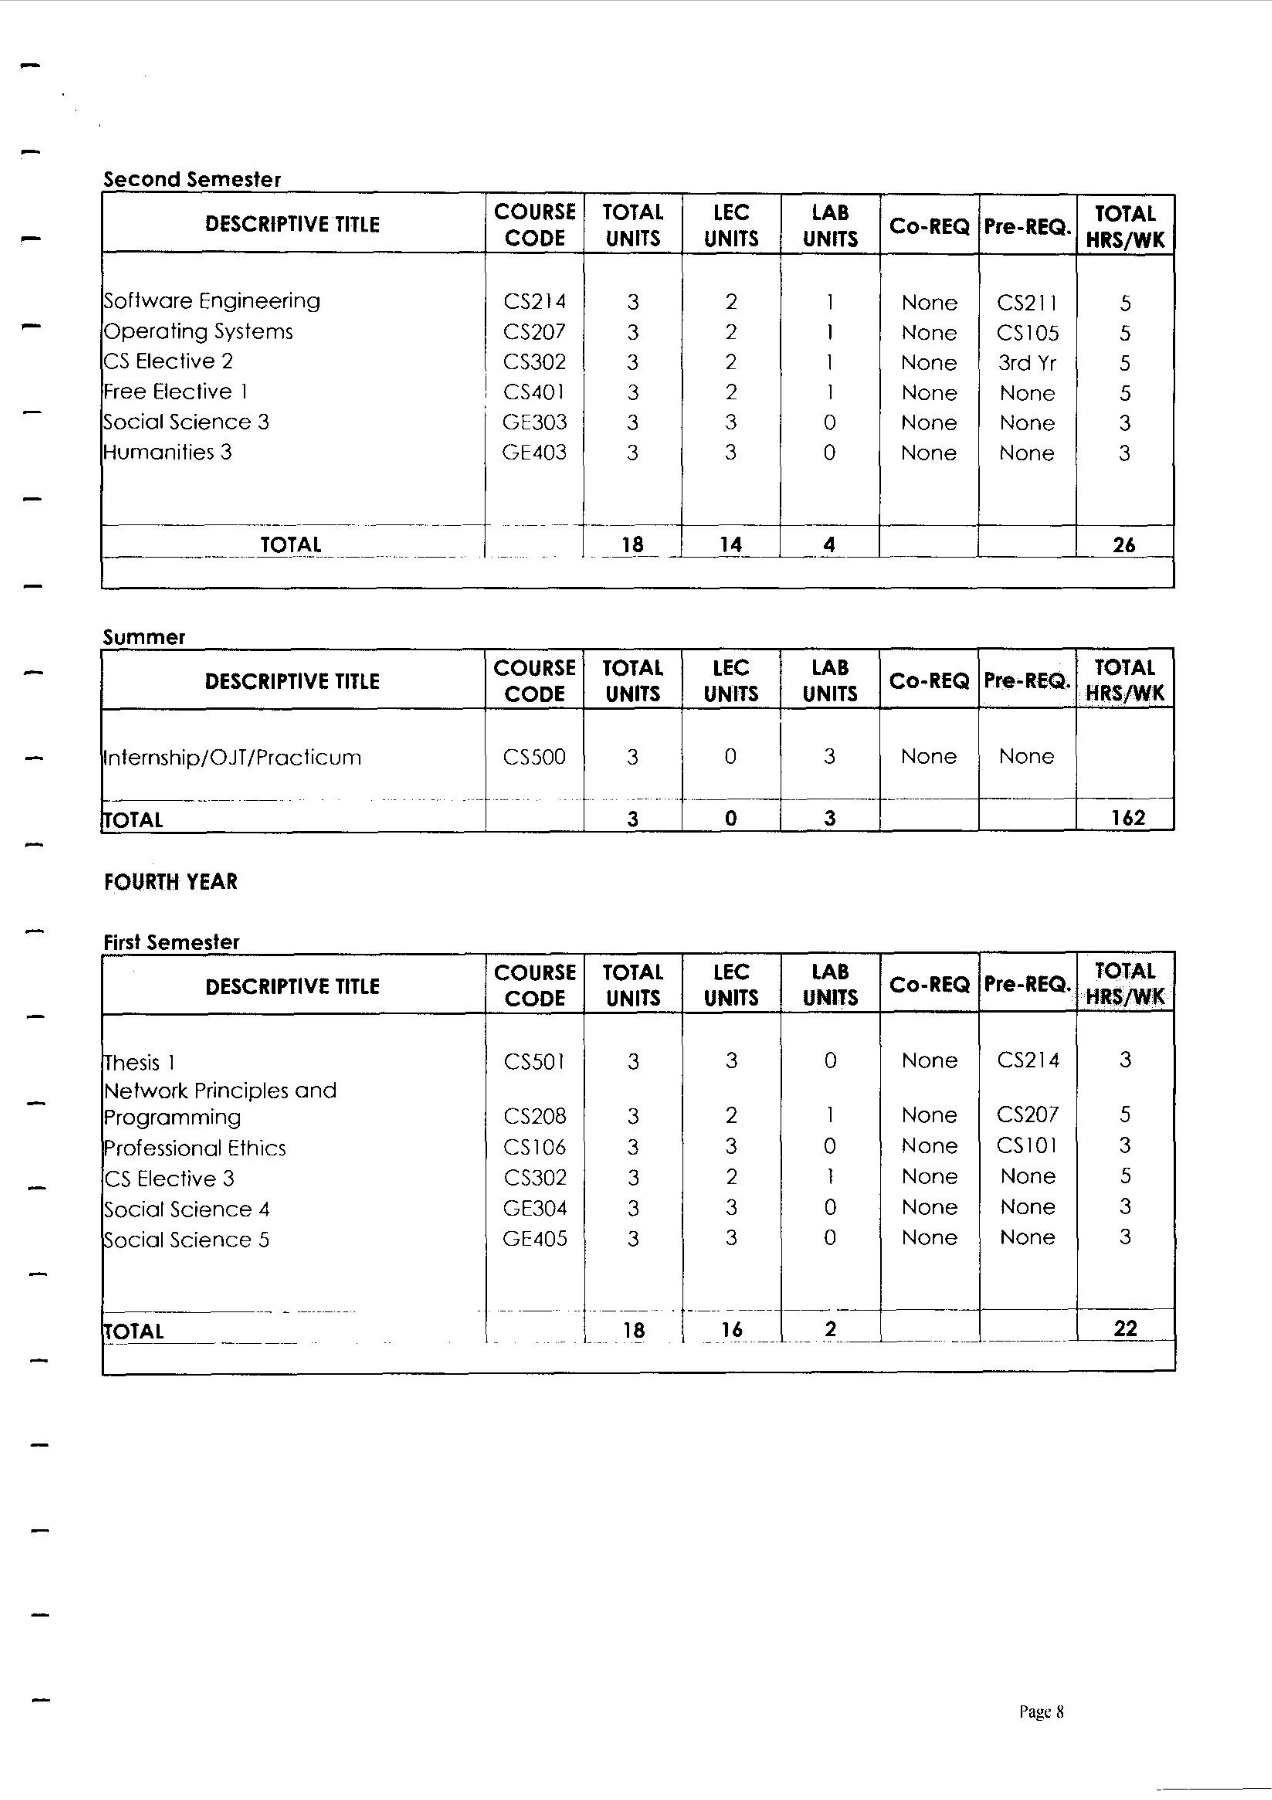 Second Semester
DESCRIPTIVE TITLE COURSE CODE TOTAL UNITS LEC UNITS LAB UNITS Co-REQ Pre-REQ. TOTAL HRS/WK
Software Engineering CS214 3 2 1 None CS211 5
Operating Systems CS207 3 2 1 None CS105 5
CS Elective 2 CS302 3 2 1 None 3rd Yr 5
Free Elective 1 CS401 3 2 1 None None 5
Social Science 3 GE303 3 3 0 None None 3
Humanities 3 GE403 3 3 0 None None 3
TOTAL 18 14 4 26
Summer
DESCRIPTIVE TITLE COURSE CODE TOTAL UNITS LEC UNITS LAB UNITS Co-REQ Pre-REQ. TOTAL HRS/WK
Internship/OJT/Practicum CS500 3 0 3 None None
TOTAL 3 0 3 162
FOURTH YEAR
First Semester
DESCRIPTIVE TITLE COURSE CODE TOTAL UNITS LEC UNITS LAB UNITS Co-REQ Pre-REQ. TOTAL HRS/WK
Thesis 1 CS501 3 3 0 None CS214 3
Network Principles and
Programming CS208 3 2 1 None CS207 5
Professional Ethics CS106 3 3 0 None CS101 3
CS Elective 3 CS302 3 2 1 None None 5
Social Science 4 GE304 3 3 0 None None 3
Social Science 5 GE405 3 3 0 None None 3
TOTAL 18 16 2 22
Page 8